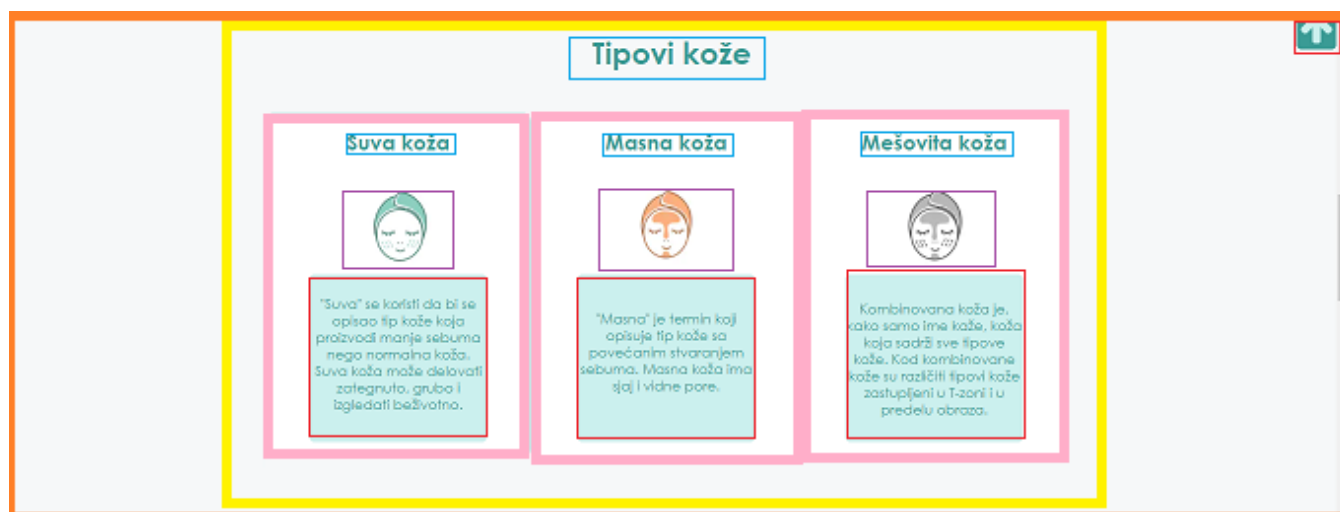 Tipovi kože
Suva koža
Masna koža
Mešovita koža
"Suva" se koristi da bi se
opisao tip kože koja
proizvodi manje sebuma
nego normalna koža.
Suva koža može delovati
zategnuto, grubo i
izgledati beživotno.
"Masna" je termin koji
opisuje tip kože sa
povećanim stvaranjem
sebuma. Masna koža ima
sjaj i vidne pore.
Kombinovana koža je,
kako samo ime kaže, koža
koja sadrži sve tipove
kože. Kod kombinovane
kože su različiti tipovi kože
zastupljeni u T-zoni i u
predelu obraza.